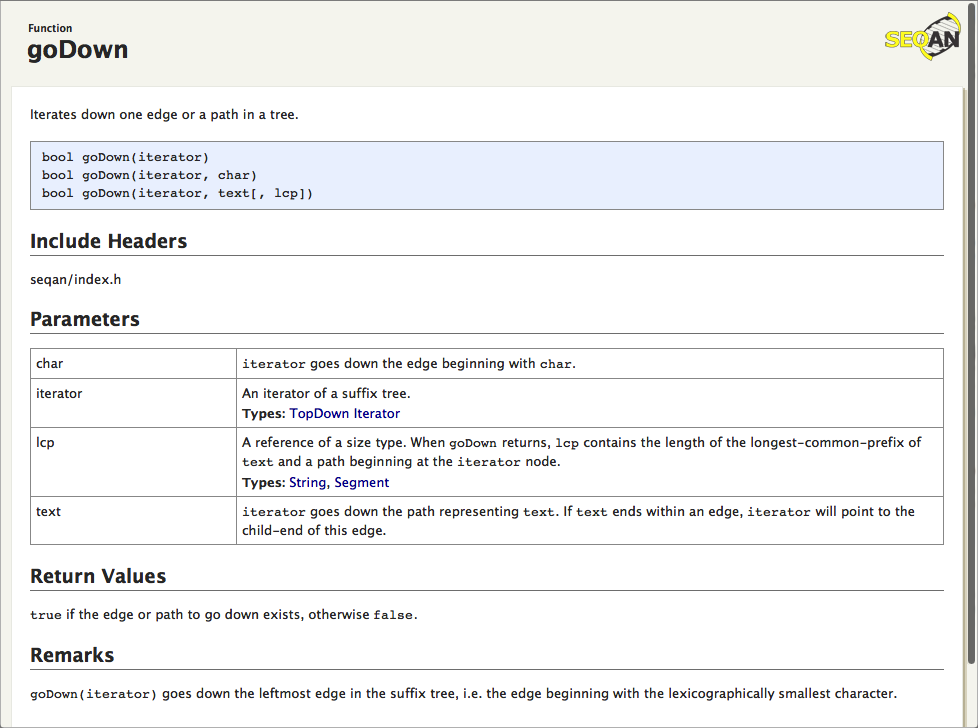 Function
goDown
SEQAN
Iterates down one edge or a path in a tree.
bool goDown(iterator)
bool goDown(iterator, char)
bool goDown(iterator, text[, lcp])
Include Headers
seqan/index.h
Parameters
char iterator goes down the edge beginning with char.
iterator An iterator of a suffix tree.
Types: TopDown Iterator
lcp A reference of a size type. When goDown returns, lcp contains the length of the longest-common-prefix of
text and a path beginning at the iterator node.
Types: String, Segment
text iterator goes down the path representing text. If text ends within an edge, iterator will point to the
child-end of this edge.
Return Values
true if the edge or path to go down exists, otherwise false.
Remarks
goDown(iterator) goes down the leftmost edge in the suffix tree, i.e. the edge beginning with the lexicographically smallest character.